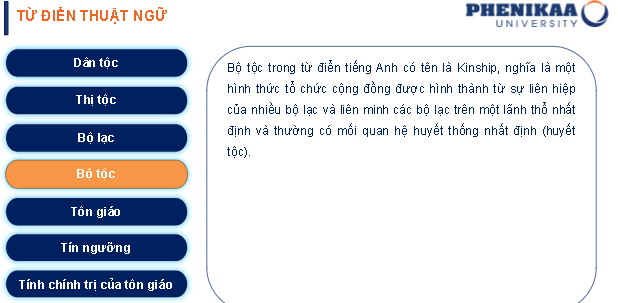 TỪ ĐIỂN THUẬT NGỮ
PHENIKAA
UNIVERSITY
Dân tộc
Thị tộc
Bộ lạc
Bộ tộc
Tôn giáo
Tín ngưỡng
Tính chính trị của tôn giáo
Bộ tộc trong từ điển tiếng Anh có tên là Kinship, nghĩa là một
hình thức tổ chức cộng đồng được hình thành từ sự liên hiệp
của nhiều bộ lạc và liên minh các bộ lạc trên một lãnh thổ nhất
định và thường có mối quan hệ huyết thống nhất định (huyết
tộc).